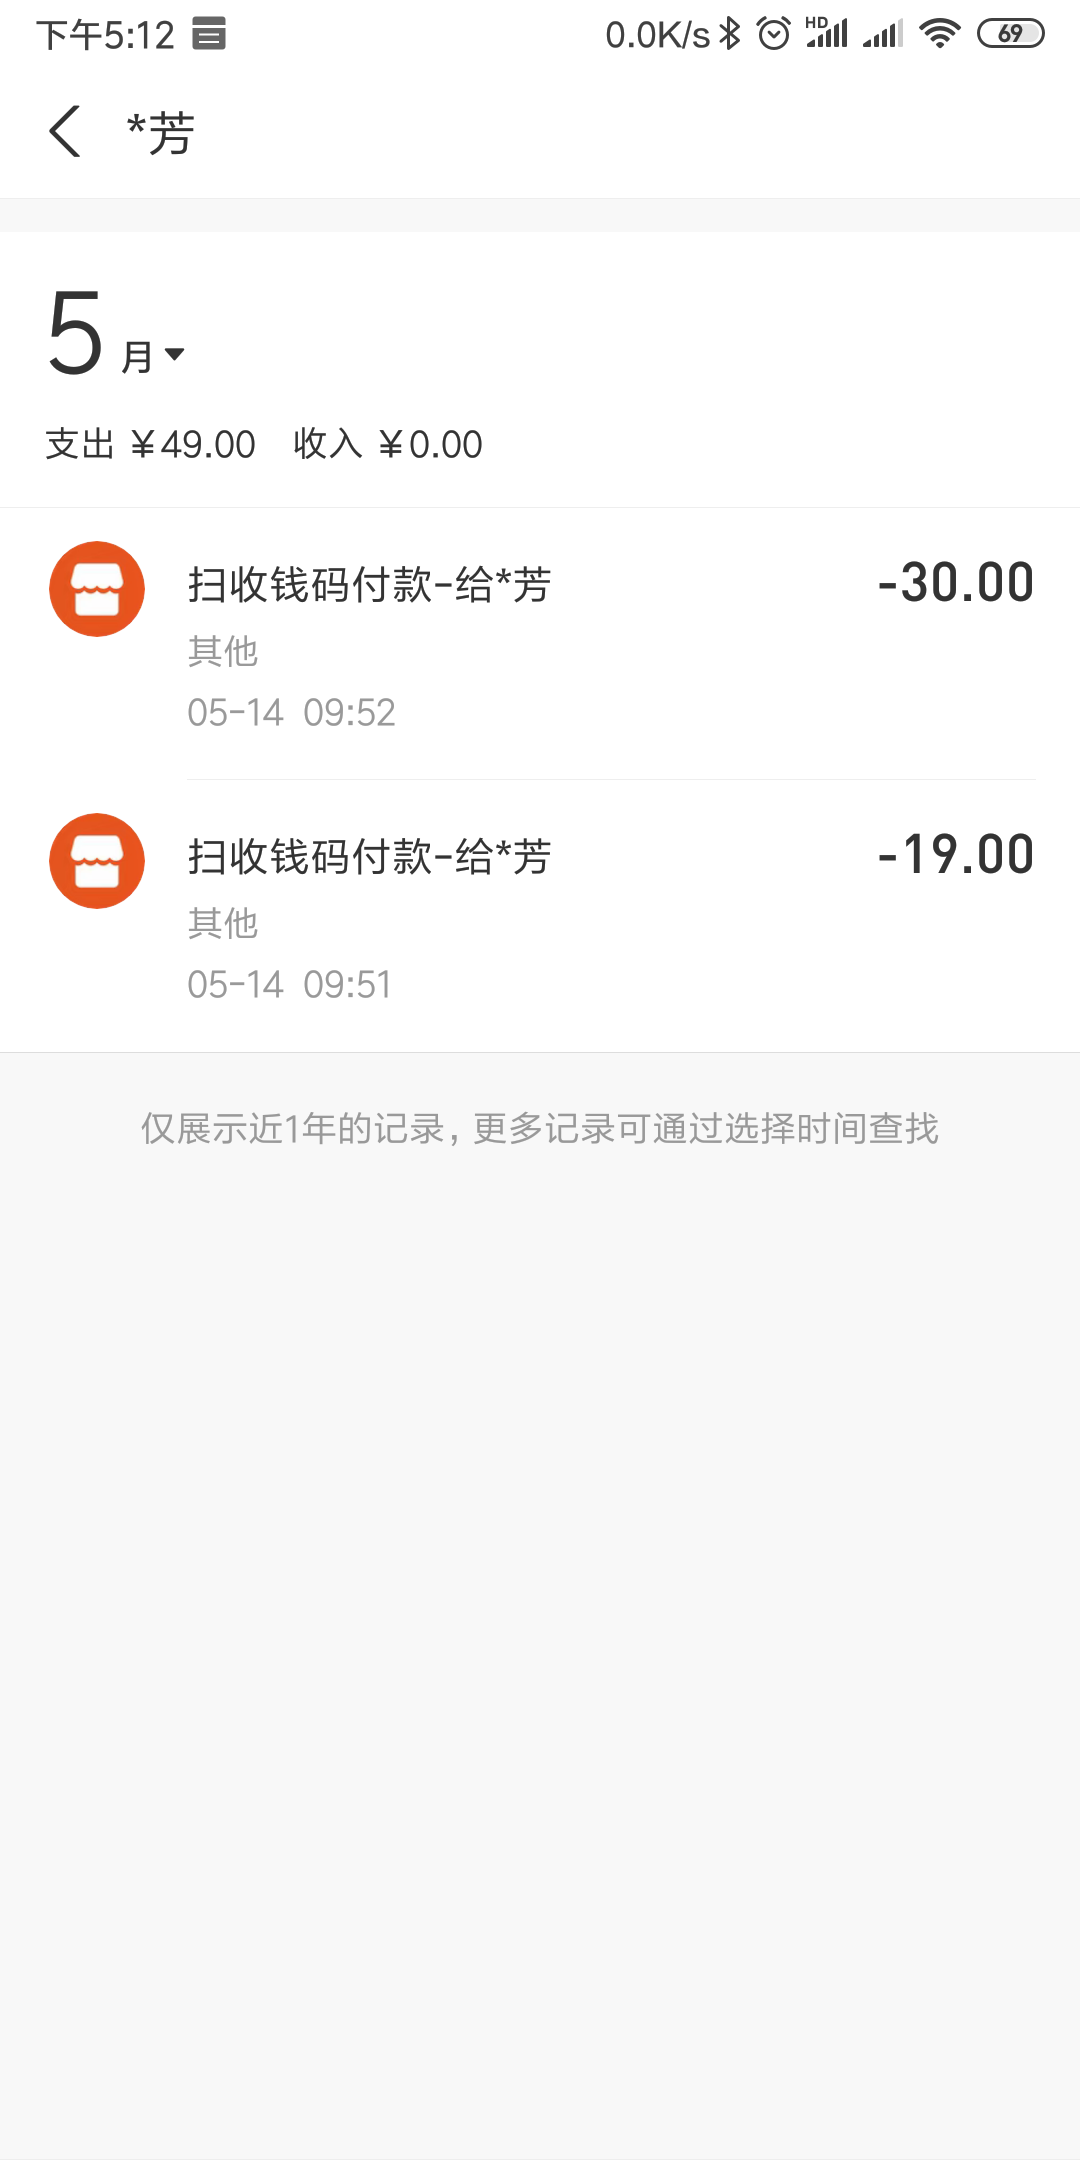 下午5:12
0.0K/s
HD
69
*芳
5月
支出 ¥49.00 收入 ¥0.00
扫收钱码付款-给*芳
-30.00
其他
05-14 09:52
扫收钱码付款-给*芳
-19.00
其他
05-14 09:51
仅展示近1年的记录，更多记录可通过选择时间查找